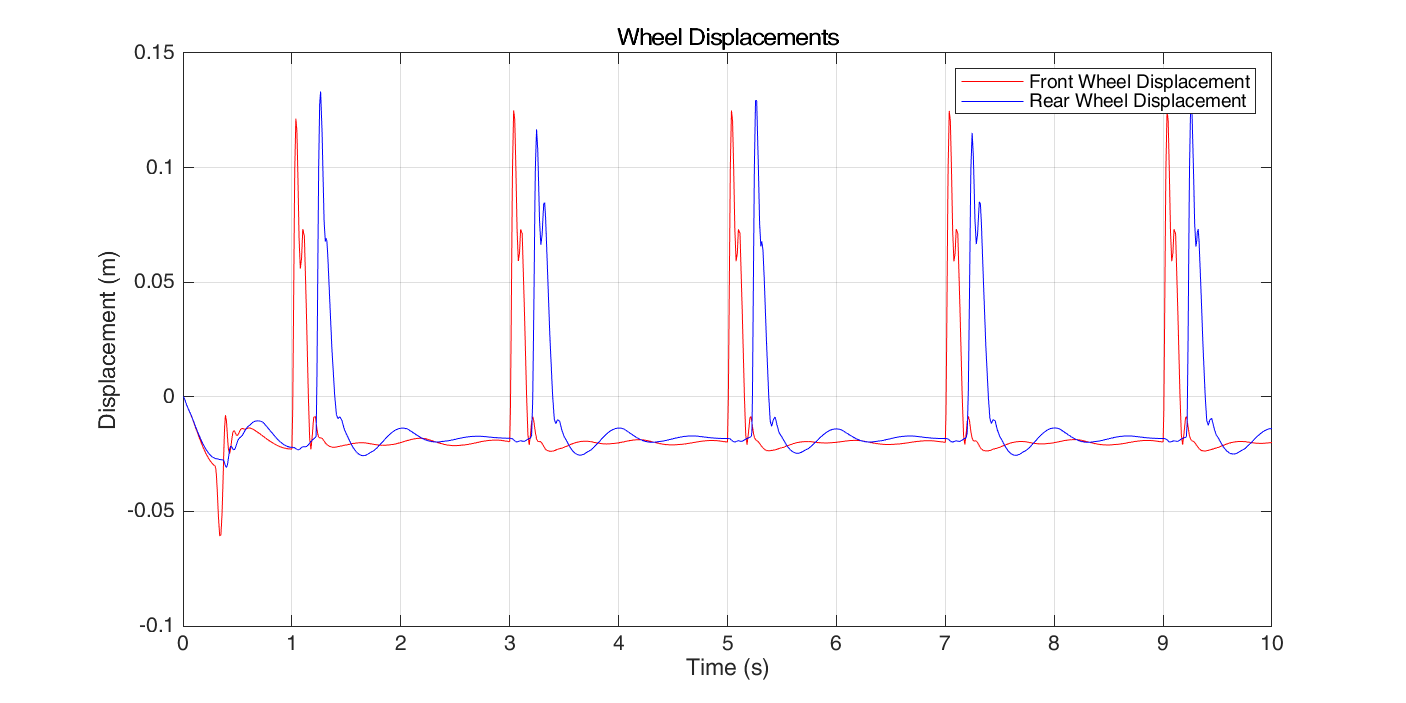 Wheel Displacements
0.15
0.1
0.05
0
-0.05
-0.1
Displacement (m)
Front Wheel Displacement
Rear Wheel Displacement
0 1 2 3 4 5 6 7 8 9 10
Time (s)